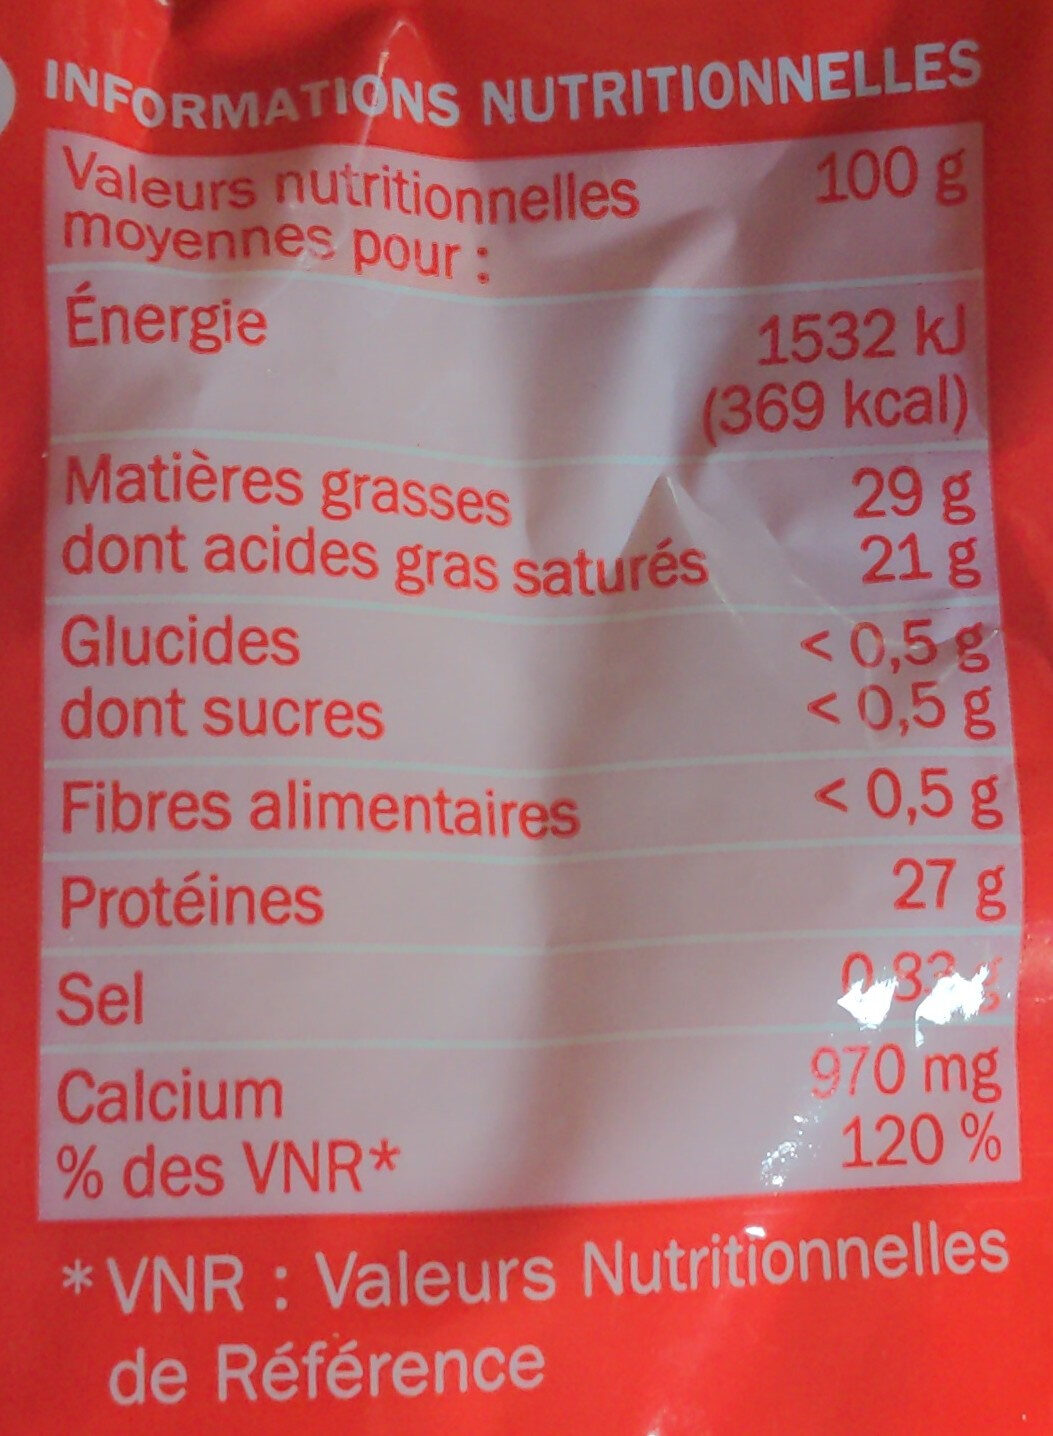 INFORMATIONS NUTRITIONNELLES
Valeurs nutritionnelles 100 g
moyennes pour :
Énergie 1532 kJ
(369 kcal)
Matières grasses 29 g
dont acides gras saturés 21 g
Glucides < 0,5 g
dont sucres < 0,5 g
Fibres alimentaires < 0,5 g
Protéines 27 g
Sel
Calcium 970 mg
% des VNR* 120 %
* VNR : Valeurs Nutritionnelles
de Référence